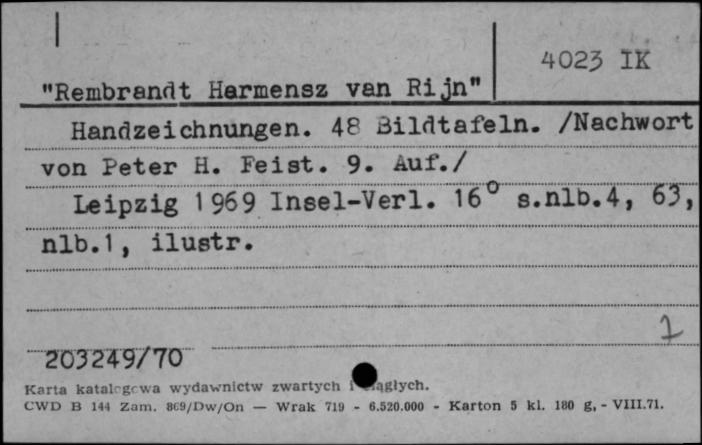 4023 IK
"Rembrandt Harmensz van Rijn"
Handzeichnungen. 48 Bildtafeln. /Nachwort
von Peter H. Feist. 9. Auf./
Leipzig 1969 Insel-Verl. 16° s.nlb.4, 63,
nlb.1, ilustr.
203249/70
Karta katalogowa wydawnictw zwartych i ciągłych.
CWD B 144 Zam. 869/Dw/On — Wrak 719 - 6.520.000 - Karton 5 kl. 180 g, - VIII.71.